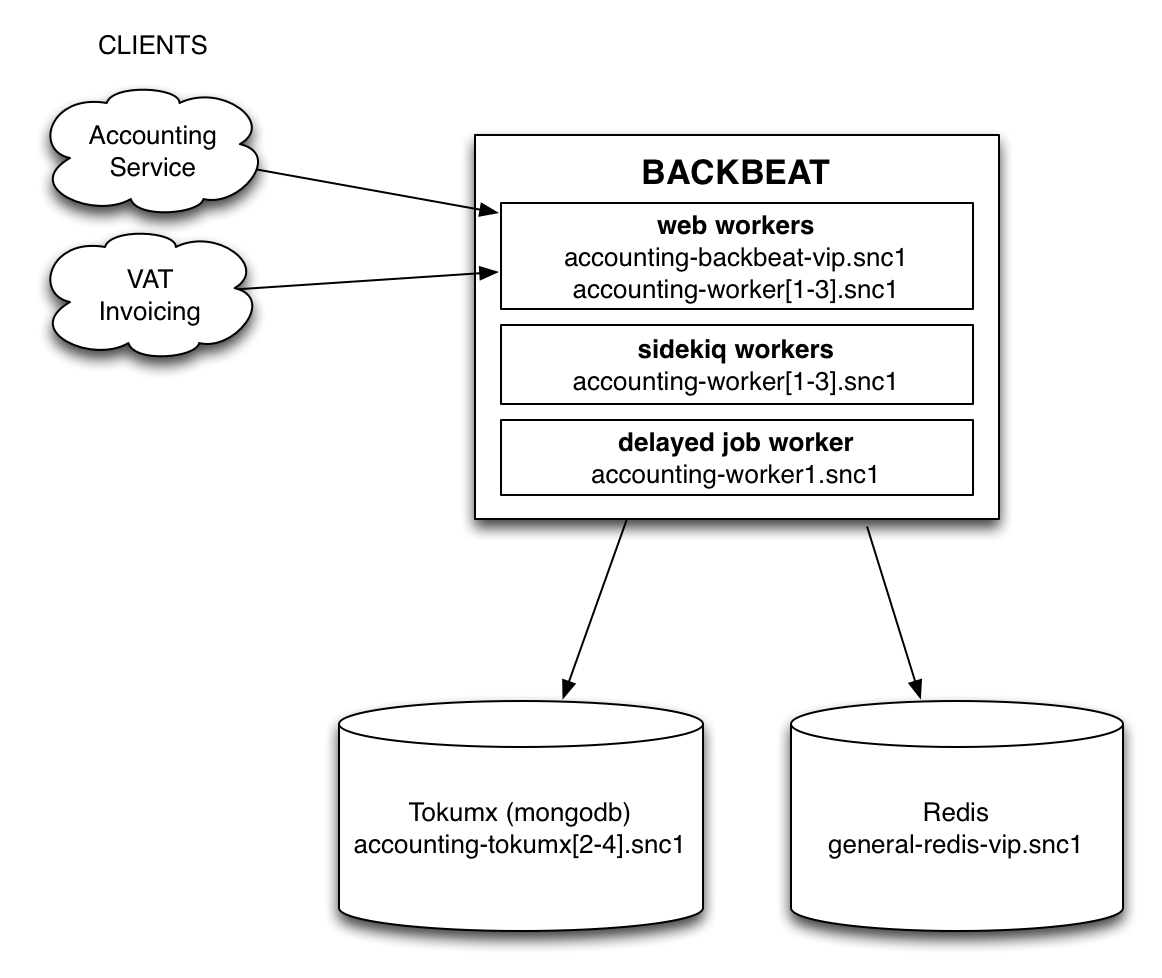 CLIENTS
Accounting
Service
VAT
Invoicing
BACKBEAT
web workers
accounting-backbeat-vip.snc1
accounting-worker[1-3].snc1
sidekiq workers
accounting-worker[1-3].snc1
delayed job worker
accounting-worker1.snc1
Tokumx (mongodb)
accounting-tokumx[2-4].snc1
Redis
general-redis-vip.snc1